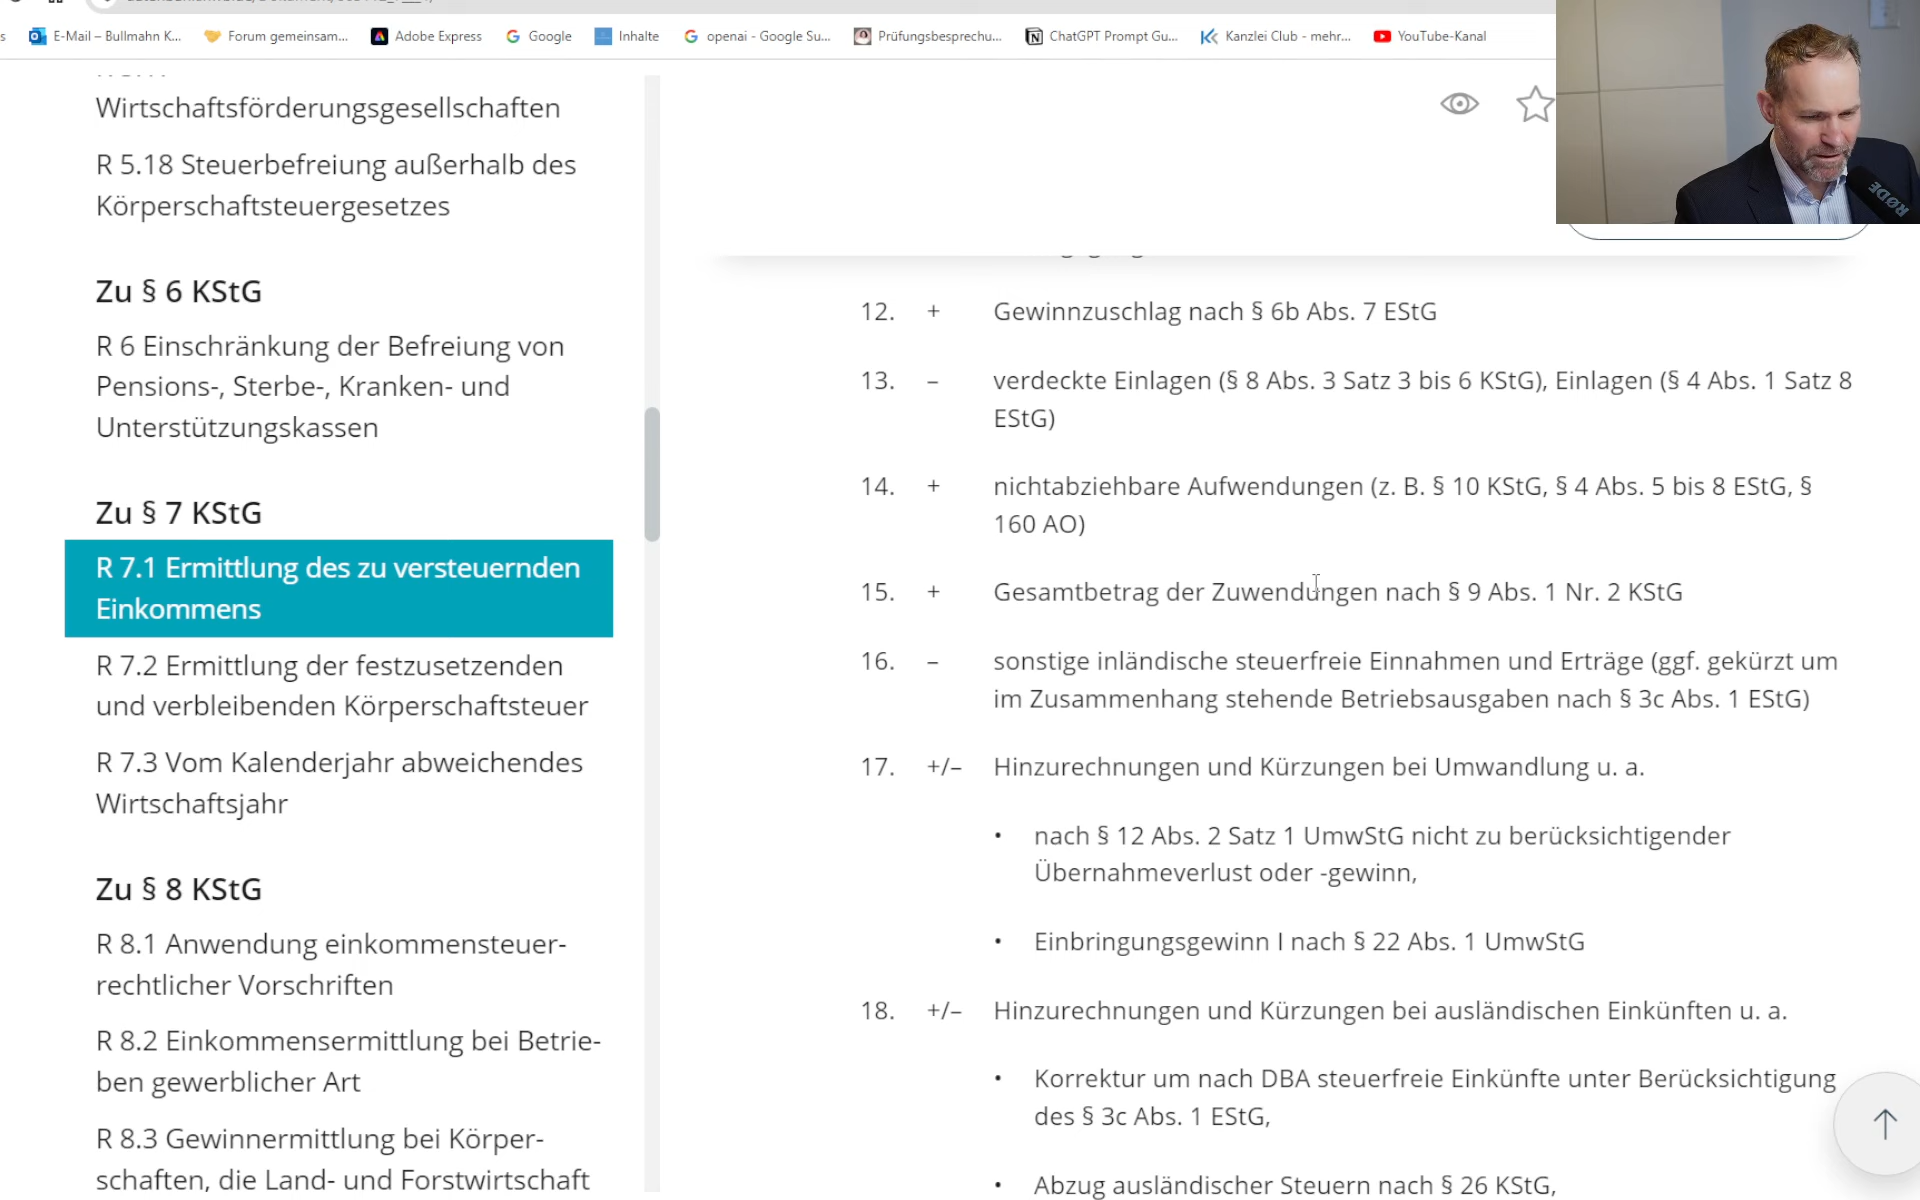 E-Mail – Bullmahn K...
Forum gemeinsam...
Adobe Express
Google
Inhalte
openai - Google Su...
Prüfungsbesprechu...
ChatGPT Prompt Gu...
Kanzlei Club - mehr...
YouTube-Kanal
Wirtschaftsförderungsgesellschaften
R 5.18 Steuerbefreiung außerhalb des
Körperschaftsteuergesetzes
Zu § 6 KStG
R 6 Einschränkung der Befreiung von
Pensions-, Sterbe-, Kranken- und
Unterstützungskassen
Zu § 7 KStG
R 7.1 Ermittlung des zu versteuernden
Einkommens
R 7.2 Ermittlung der festzusetzenden
und verbleibenden Körperschaftsteuer
R 7.3 Vom Kalenderjahr abweichendes
Wirtschaftsjahr
Zu § 8 KStG
R 8.1 Anwendung einkommensteuer-
rechtlicher Vorschriften
R 8.2 Einkommensermittlung bei Betrie-
ben gewerblicher Art
R 8.3 Gewinnermittlung bei Körper-
schaften, die Land- und Forstwirtschaft
12. + Gewinnzuschlag nach § 6b Abs. 7 EStG
13. – verdeckte Einlagen (§ 8 Abs. 3 Satz 3 bis 6 KStG), Einlagen (§ 4 Abs. 1 Satz 8
EStG)
14. + nichtabziehbare Aufwendungen (z. B. § 10 KStG, § 4 Abs. 5 bis 8 EStG, §
160 AO)
15. + Gesamtbetrag der Zuwendungen nach § 9 Abs. 1 Nr. 2 KStG
16. – sonstige inländische steuerfreie Einnahmen und Erträge (ggf. gekürzt um
im Zusammenhang stehende Betriebsausgaben nach § 3c Abs. 1 EStG)
17. +/– Hinzurechnungen und Kürzungen bei Umwandlung u. a.
• nach § 12 Abs. 2 Satz 1 UmwStG nicht zu berücksichtigender
Übernahmeverlust oder -gewinn,
• Einbringungsgewinn I nach § 22 Abs. 1 UmwStG
18. +/– Hinzurechnungen und Kürzungen bei ausländischen Einkünften u. a.
• Korrektur um nach DBA steuerfreie Einkünfte unter Berücksichtigung
des § 3c Abs. 1 EStG,
• Abzug ausländischer Steuern nach § 26 KStG,
RØDE